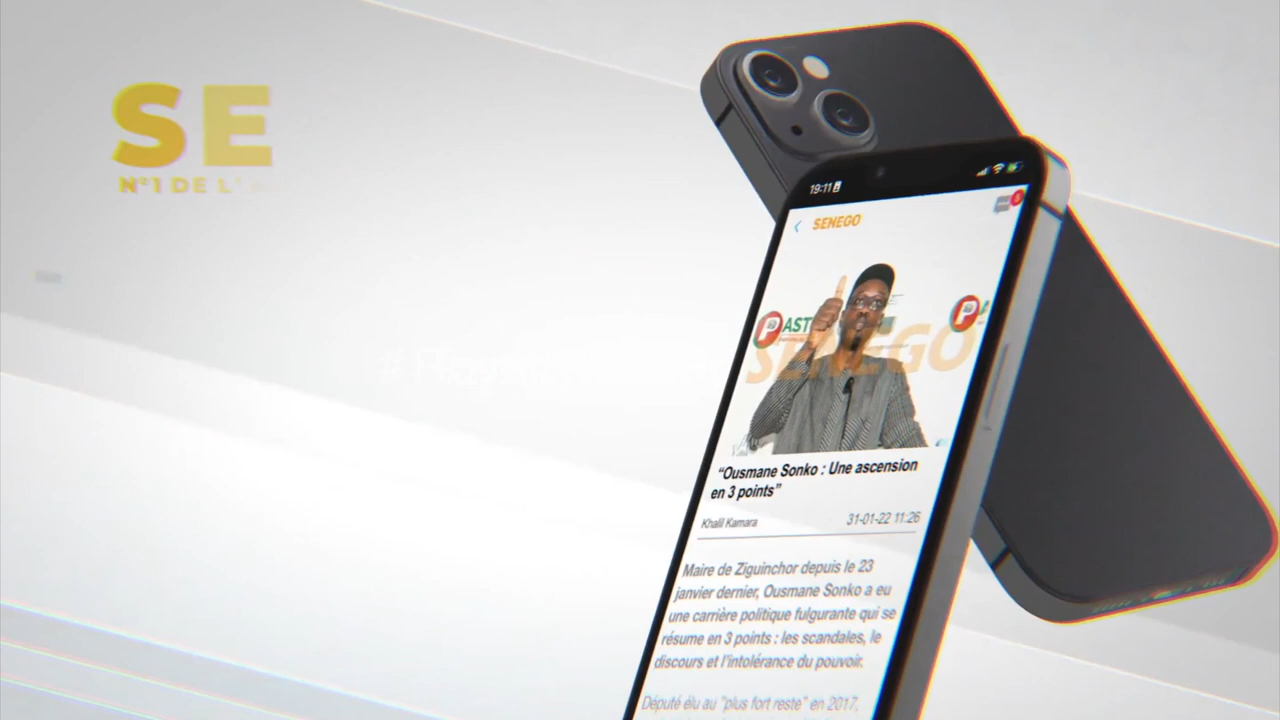 SE
N°1 DE L'
19:11
SENEGO
3
PAST
SENEGO
P
"Ousmane Sonko : Une ascension
en 3 points"
Khalil Kamara 31-01-22 11:26
Maire de Ziguinchor depuis le 23
janvier dernier, Ousmane Sonko a eu
une carrière politique fulgurante qui se
résume en 3 points : les scandales, le
discours et l'intolérance du pouvoir.
Député élu au "plus fort reste" en 2017,